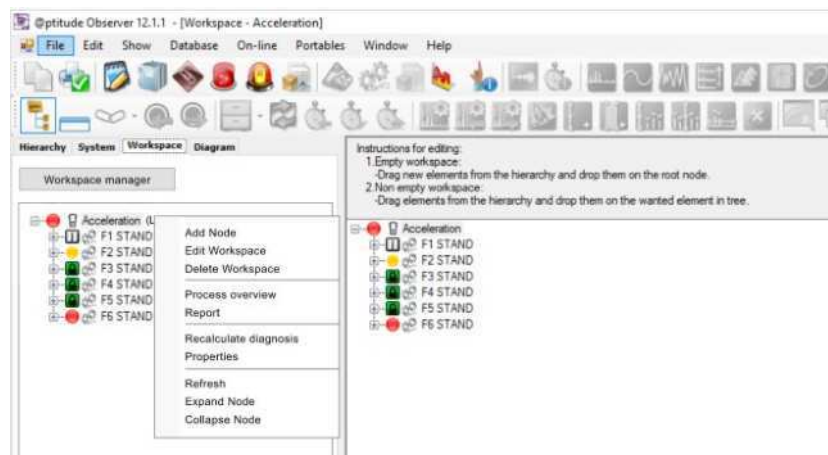 @ptitude Observer 12.1.1 - [Workspace - Acceleration]
File Edit Show Database On-line Portables Window Help
Hierarchy System Workspace Diagram
Workspace manager
Acceleration (L
F1 STAND
F2 STAND
F3 STAND
F4 STAND
F5 STAND
F6 STAND
Add Node
Edit Workspace
Delete Workspace
Process overview
Report
Recalculate diagnosis
Properties
Refresh
Expand Node
Collapse Node
Instructions for editing:
1.Empty workspace:
-Drag new elements from the hierarchy and drop them on the root node.
2.Non empty workspace:
-Drag elements from the hierarchy and drop them on the wanted element in tree.
Acceleration
F1 STAND
F2 STAND
F3 STAND
F4 STAND
F5 STAND
F6 STAND